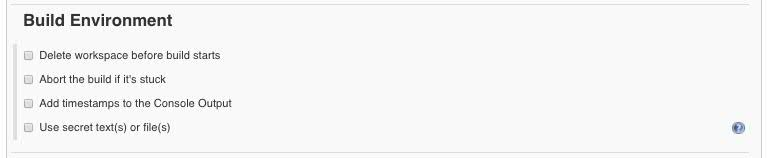 Build Environment
Delete workspace before build starts
Abort the build if it's stuck
Add timestamps to the Console Output
Use secret text(s) or file(s)
?